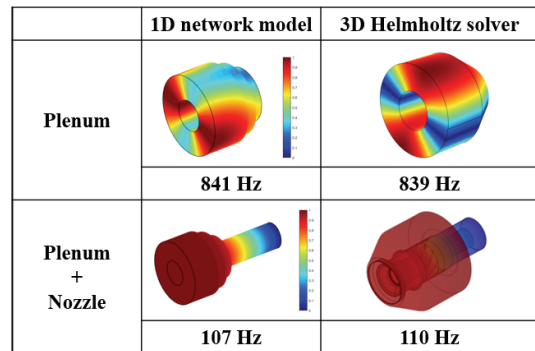 1D network model 3D Helmholtz solver
Plenum
841 Hz 839 Hz
Plenum
+
Nozzle
107 Hz 110 Hz